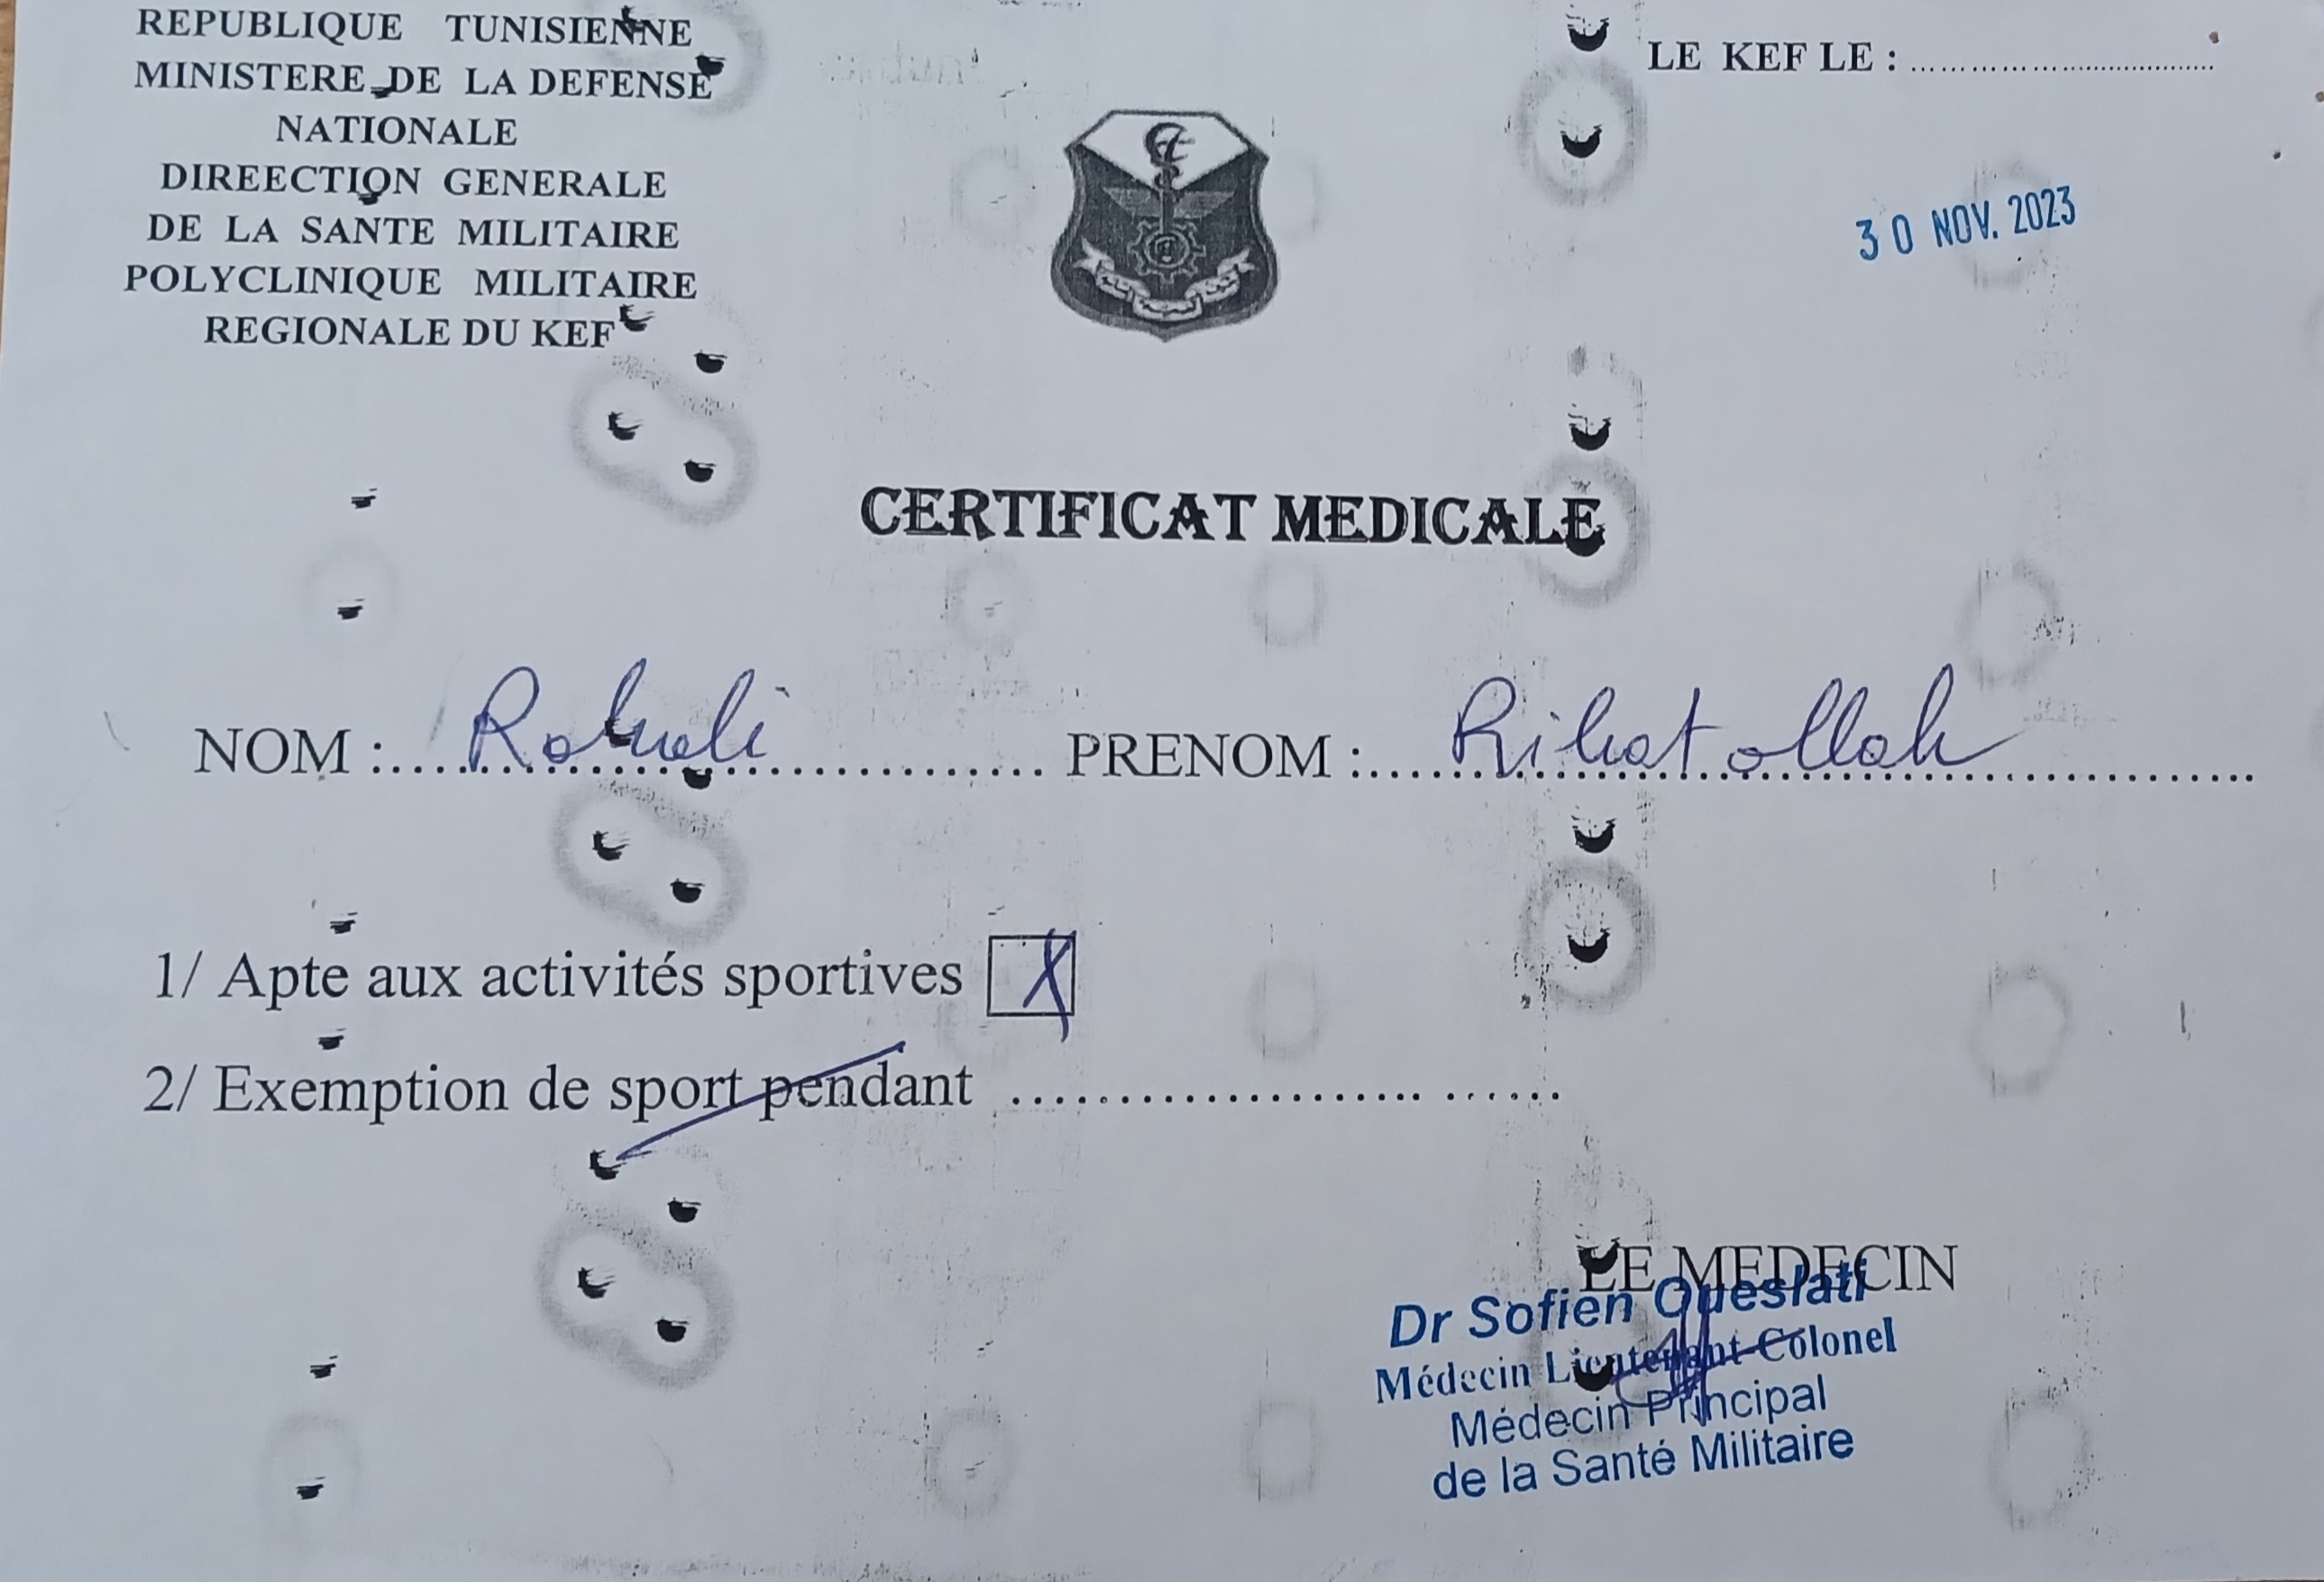 REPUBLIQUE TUNISIENNE
MINISTERE DE LA DEFENSE
NATIONALE
DIREECTION GENERALE
DE LA SANTE MILITAIRE
POLYCLINIQUE MILITAIRE
REGIONALE DU KEF
LE KEF LE : ..............................
30 NOV. 2023
CERTIFICAT MEDICALE
NOM :.............................. PRENOM :..............................
1/ Apte aux activités sportives X
2/ Exemption de sport pendant ..............................
LE MEDECIN
Dr Sofien Oueslati
Médecin Lieutenant-Colonel
Médecin Principal
de la Santé Militaire